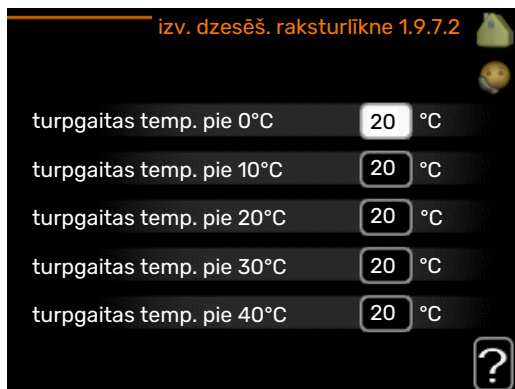 izv. dzesēš. raksturlīkne 1.9.7.2
turpgaitas temp. pie 0°C 20 °C
turpgaitas temp. pie 10°C 20 °C
turpgaitas temp. pie 20°C 20 °C
turpgaitas temp. pie 30°C 20 °C
turpgaitas temp. pie 40°C 20 °C
?